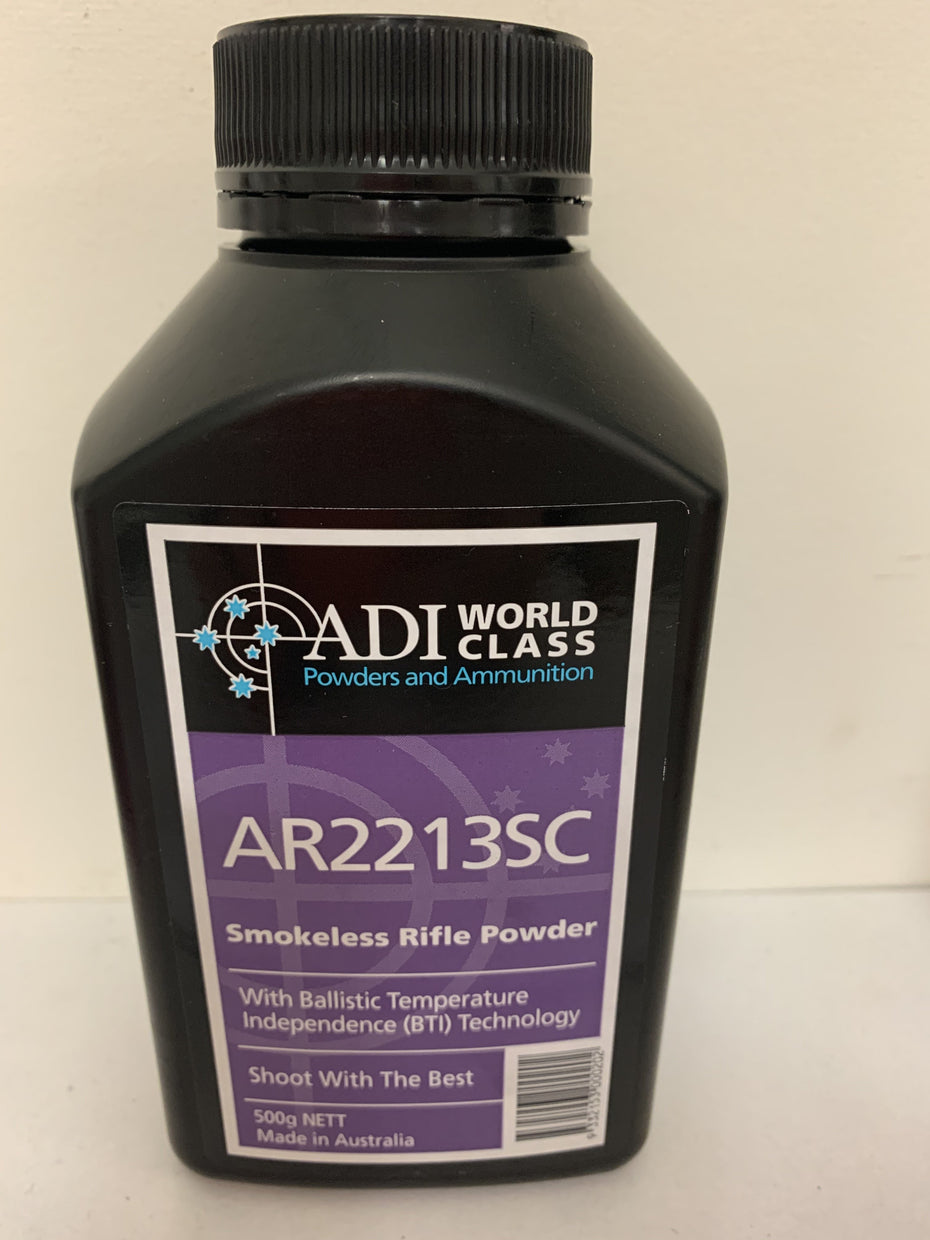 ADI WORLD
CLASS
Powders and Ammunition
AR2213SC
Smokeless Rifle Powder
With Ballistic Temperature
Independence (BTI) Technology
Shoot With The Best
500g NETT
Made in Australia